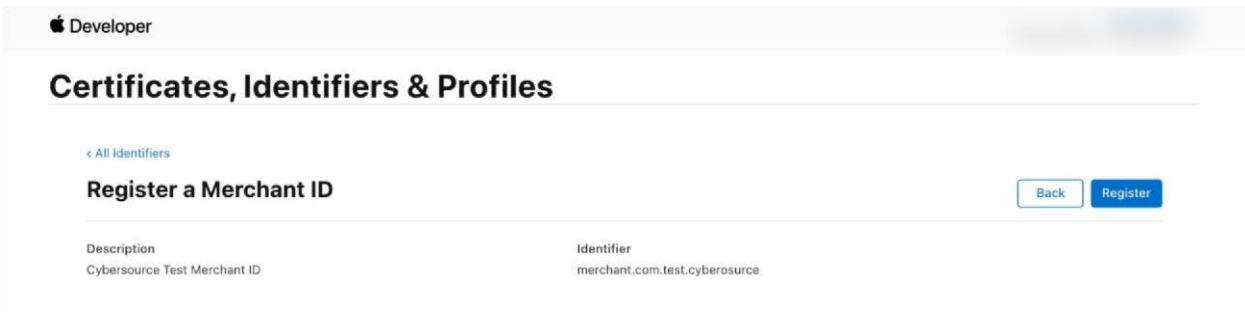 Developer
Certificates, Identifiers & Profiles
< All Identifiers
Register a Merchant ID
Back
Register
Description
Identifier
Cybersource Test Merchant ID
merchant.com.test.cyberosurce